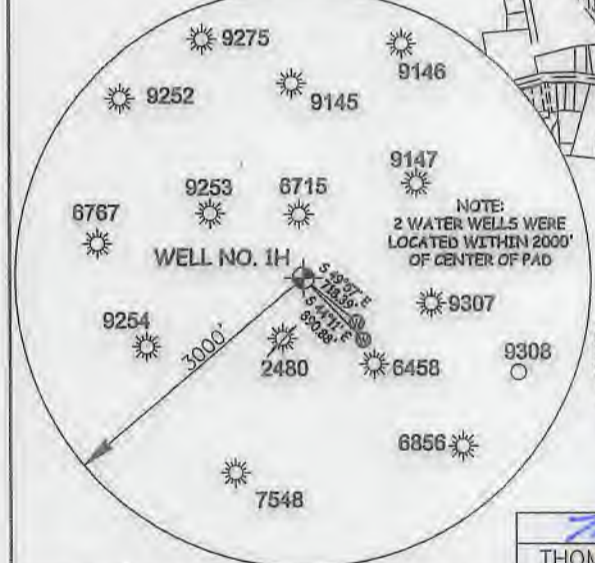 9275
9146
9252
9145
9147
6767
9253
6715
NOTE:
2 WATER WELLS WERE
LOCATED WITHIN 2000'
OF CENTER OF PAD
WELL NO. 1H
9307
9254
3000'
2480
6458
9308
6856
7548
THOM